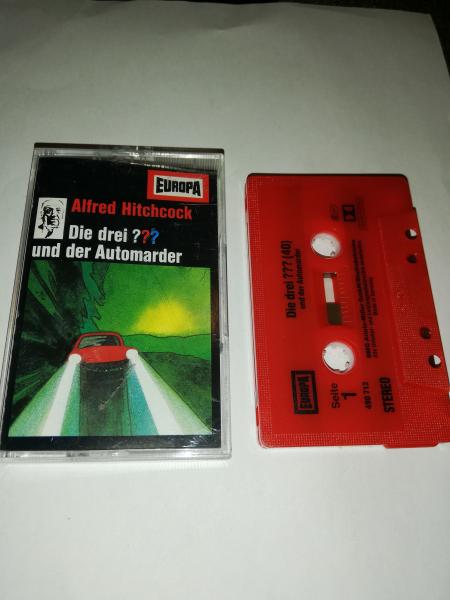 EUROPA
Alfred Hitchcock
Die drei ???
und der Automarder
Die drei ??? (40)
und der Automarder
EUROPA
Seite
1
STEREO